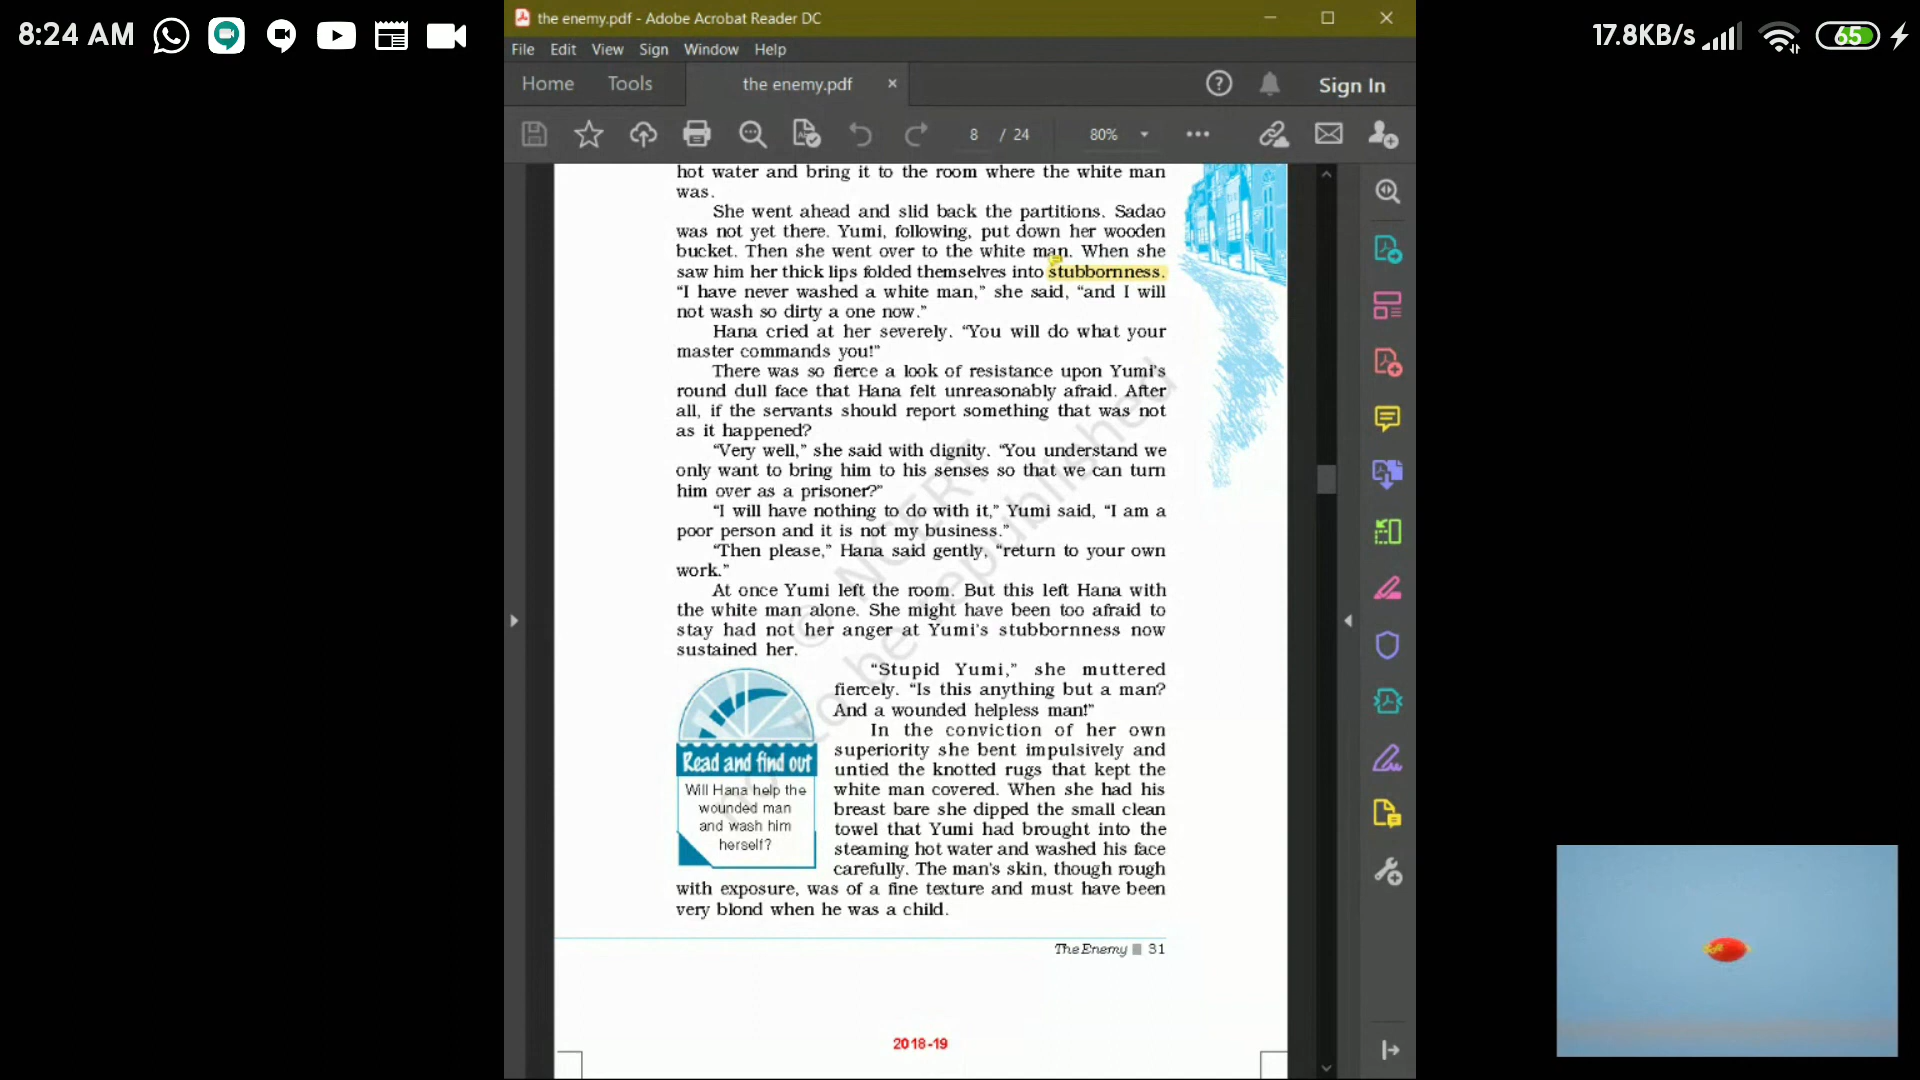 8:24 AM
17.8KB/s
65
the enemy.pdf - Adobe Acrobat Reader DC
File Edit View Sign Window Help
Home Tools the enemy.pdf × Sign In
8 / 24 80%
hot water and bring it to the room where the white man
was.
She went ahead and slid back the partitions. Sadao
was not yet there. Yumi, following, put down her wooden
bucket. Then she went over to the white man. When she
saw him her thick lips folded themselves into stubbornness.
“I have never washed a white man,” she said, “and I will
not wash so dirty a one now.”
Hana cried at her severely. “You will do what your
master commands you!”
There was so fierce a look of resistance upon Yumi’s
round dull face that Hana felt unreasonably afraid. After
all, if the servants should report something that was not
as it happened?
“Very well,” she said with dignity. “You understand we
only want to bring him to his senses so that we can turn
him over as a prisoner?”
“I will have nothing to do with it,” Yumi said, “I am a
poor person and it is not my business.”
“Then please,” Hana said gently, “return to your own
work.”
At once Yumi left the room. But this left Hana with
the white man alone. She might have been too afraid to
stay had not her anger at Yumi’s stubbornness now
sustained her.
“Stupid Yumi,” she muttered
fiercely. “Is this anything but a man?
And a wounded helpless man!”
In the conviction of her own
superiority she bent impulsively and
untied the knotted rugs that kept the
white man covered. When she had his
breast bare she dipped the small clean
towel that Yumi had brought into the
steaming hot water and washed his face
carefully. The man’s skin, though rough
with exposure, was of a fine texture and must have been
very blond when he was a child.
Read and find out
Will Hana help the
wounded man
and wash him
herself?
© NCERT
not to be republished
The Enemy 31
2018-19